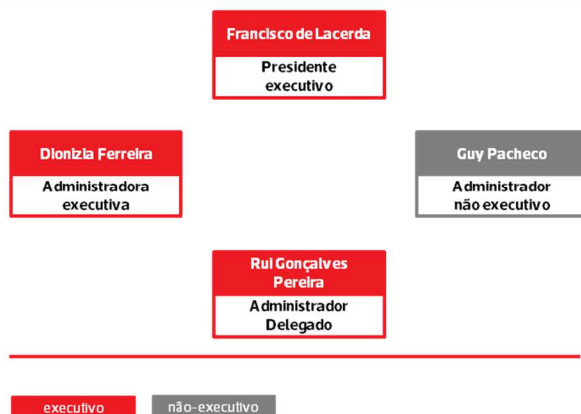 Francisco de Lacerda
Presidente
executivo
Dionizia Ferreira
Administradora
executiva
Guy Pacheco
Administrador
não executivo
Rui Gonçalves
Pereira
Administrador
Delegado
executivo
não-executivo